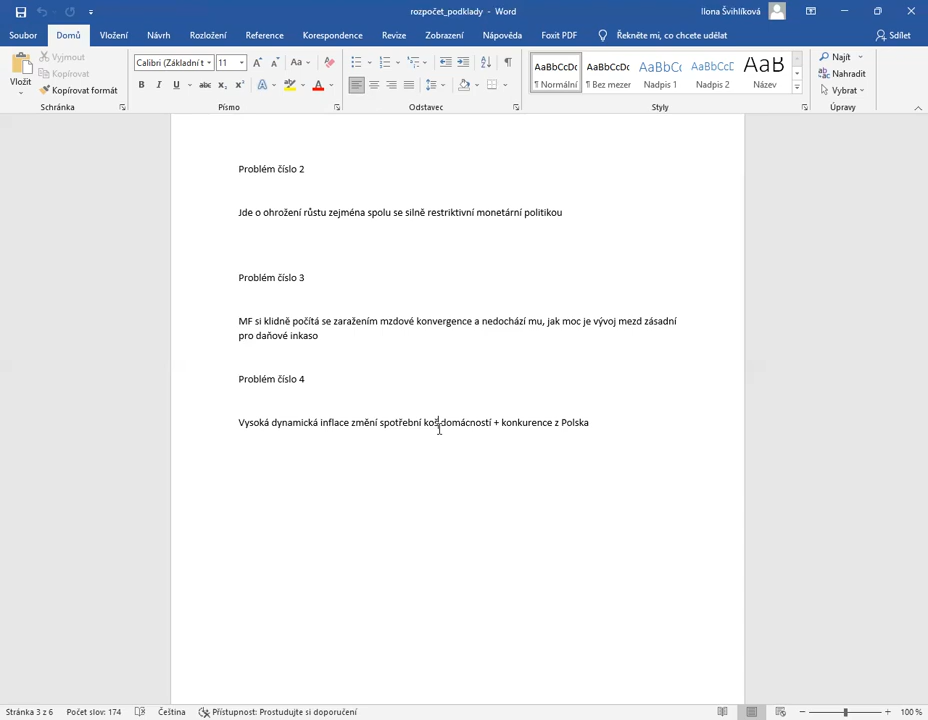 rozpočet_podklady - Word
Ilona Švihlíková
Soubor Domů Vložení Návrh Rozložení Reference Korespondence Revize Zobrazení Nápověda Foxit PDF Řekněte mi, co chcete udělat Sdílet
Vložit
Vyjmout
Kopírovat
Kopírovat formát
Schránka
Calibri (Základní t 11
Písmo
Odstavec
AaBbCcDc AaBbCcDc AaBbCc AaBbCcD AaB
¶ Normální ¶ Bez mezer Nadpis 1 Nadpis 2 Název
Styly
Najít
Nahradit
Vybrat
Úpravy
Problém číslo 2
Jde o ohrožení růstu zejména spolu se silně restriktivní monetární politikou
Problém číslo 3
MF si klidně počítá se zaražením mzdové konvergence a nedochází mu, jak moc je vývoj mezd zásadní
pro daňové inkaso
Problém číslo 4
Vysoká dynamická inflace změní spotřební koš domácností + konkurence z Polska
Stránka 3 z 6 Počet slov: 174 Čeština Přístupnost: Prostudujte si doporučení 100 %